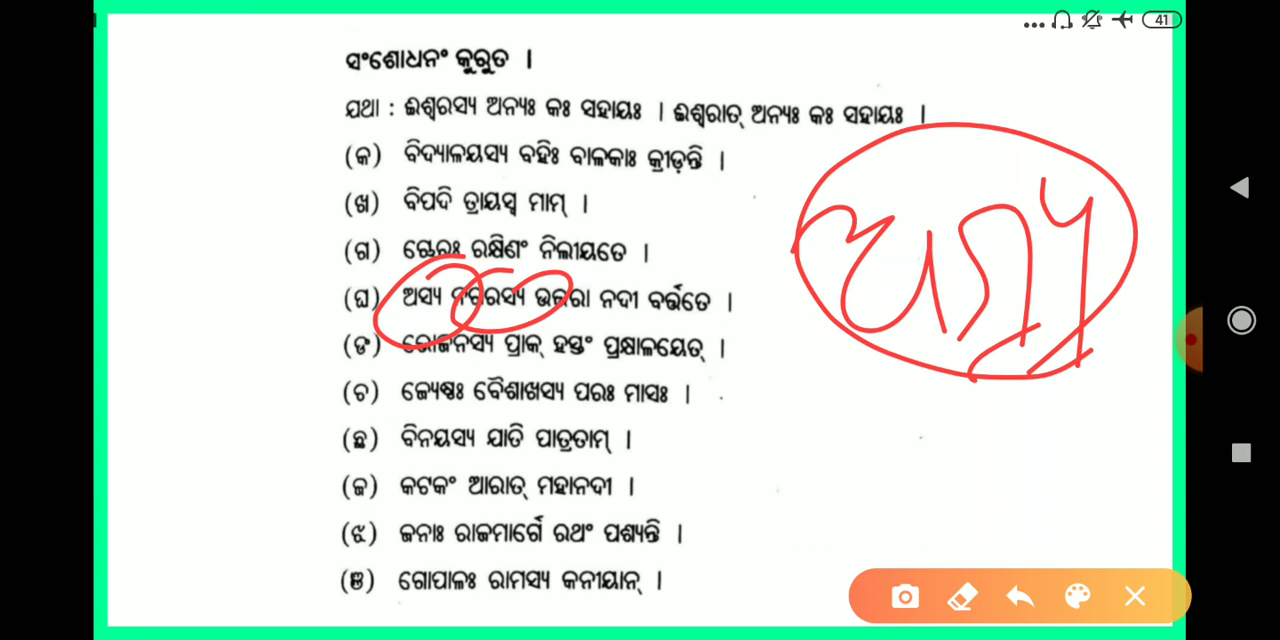 41
ସଂଶୋଧନଂ କୁରୁତ ।
ଯଥା : ଈଶ୍ୱରସ୍ୟ ଅନ୍ୟଃ କଃ ସହାୟଃ । ଈଶ୍ୱରାତ୍ ଅନ୍ୟଃ କଃ ସହାୟଃ ।
(କ) ବିଦ୍ୟାଳୟସ୍ୟ ବହିଃ ବାଳକାଃ କ୍ରୀଡ଼ନ୍ତି ।
(ଖ) ବିପଦି ତ୍ରାୟସ୍ୱ ମାମ୍ ।
(ଗ) ସ୍ତେନଃ ରକ୍ଷିଣଂ ନିଲୀୟତେ ।
(ଘ) ଅସ୍ୟ ନଗରସ୍ୟ ଉତ୍ତରା ନଦୀ ବର୍ତ୍ତତେ ।
(ଙ) ଭୋଜନସ୍ୟ ପ୍ରାକ୍ ହସ୍ତଂ ପ୍ରକ୍ଷାଳୟେତ୍ ।
(ଚ) ଜ୍ୟେଷ୍ଠଃ ବୈଶାଖସ୍ୟ ପରଃ ମାସଃ ।
(ଛ) ବିନୟସ୍ୟ ଯାତି ପାତ୍ରତାମ୍ ।
(ଜ) କଟକଂ ଆରାତ୍ ମହାନଦୀ ।
(ଝ) ଜନାଃ ରାଜମାର୍ଗେ ରଥଂ ପଶ୍ୟନ୍ତି ।
(ଞ) ଗୋପାଳଃ ରାମସ୍ୟ କନୀୟାନ୍ ।